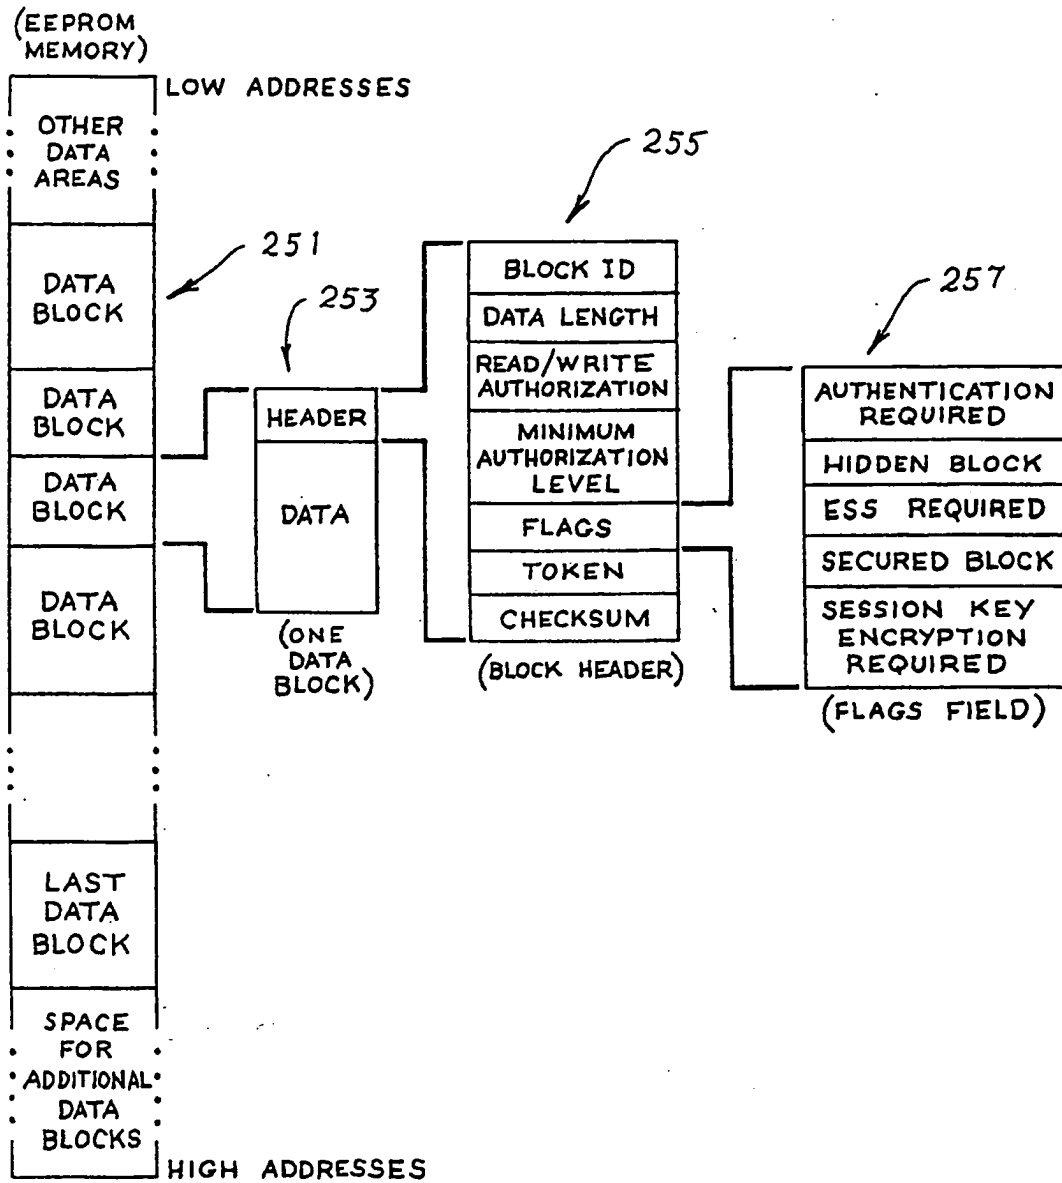 (EEPROM
MEMORY)
LOW ADDRESSES
OTHER
DATA
AREAS
251
DATA
BLOCK
DATA
BLOCK
DATA
BLOCK
DATA
BLOCK
LAST
DATA
BLOCK
SPACE
FOR
ADDITIONAL
DATA
BLOCKS
HIGH ADDRESSES
253
HEADER
DATA
(ONE
DATA
BLOCK)
255
BLOCK ID
DATA LENGTH
READ/WRITE
AUTHORIZATION
MINIMUM
AUTHORIZATION
LEVEL
FLAGS
TOKEN
CHECKSUM
(BLOCK HEADER)
257
AUTHENTICATION
REQUIRED
HIDDEN BLOCK
ESS REQUIRED
SECURED BLOCK
SESSION KEY
ENCRYPTION
REQUIRED
(FLAGS FIELD)